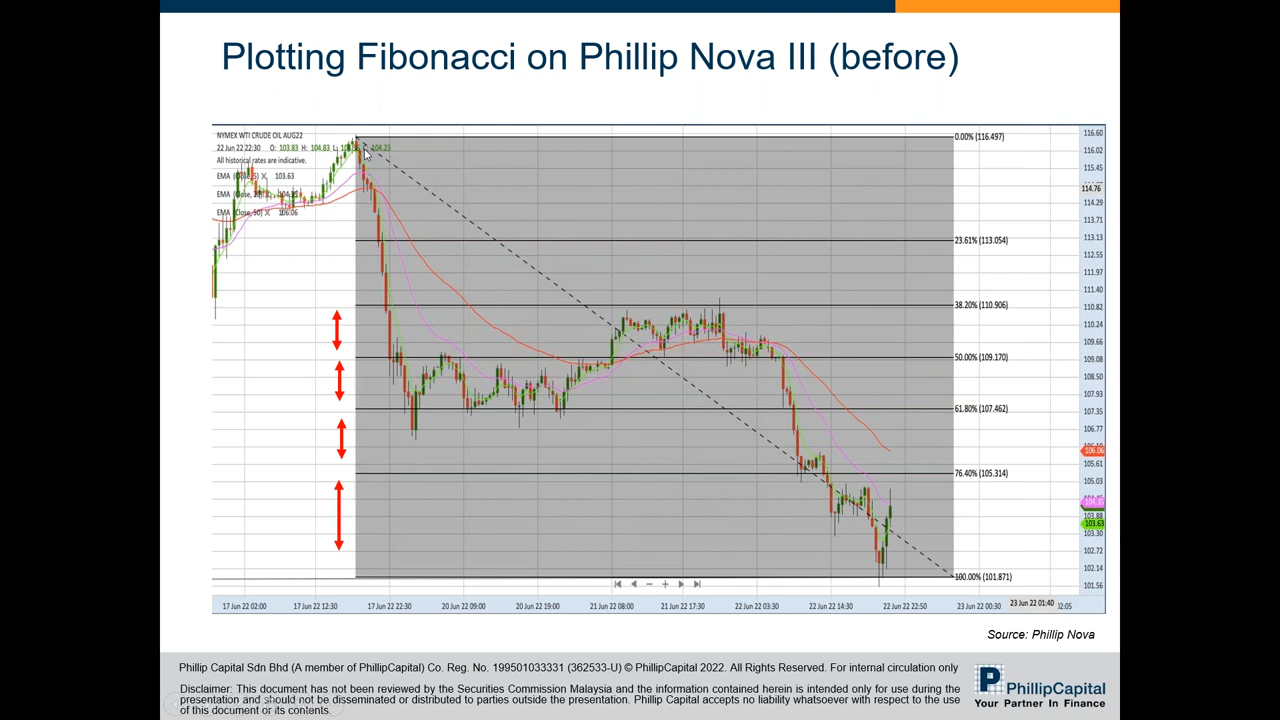 Plotting Fibonacci on Phillip Nova III (before)
NYMEX WTI CRUDE OIL AUG22
22 Jun 22 22:30 O: 103.83 H: 104.83 L: 104.23
All historical rates are indicative.
EMA (Close, 5) X 103.63
EMA (Close, X
EMA (Close, 50) X 106.06
0.00% (116.497)
23.61% (113.054)
38.20% (110.906)
50.00% (109.170)
61.80% (107.462)
76.40% (105.314)
100.00% (101.871)
116.60
116.02
115.45
114.76
114.29
113.71
113.13
112.55
111.97
111.40
110.82
110.24
109.66
109.08
108.50
107.93
107.35
106.77
106.06
105.61
105.03
104.35
103.88
103.63
103.30
102.72
102.14
101.56
17 Jun 22 02:00 17 Jun 22 12:30 17 Jun 22 22:30 20 Jun 22 09:00 20 Jun 22 19:00 21 Jun 22 08:00 21 Jun 22 17:30 22 Jun 22 03:30 22 Jun 22 14:30 22 Jun 22 22:50 23 Jun 22 00:30 23 Jun 22 01:40 02:05
Source: Phillip Nova
Phillip Capital Sdn Bhd (A member of PhillipCapital) Co. Reg. No. 199501033331 (362533-U) © PhillipCapital 2022. All Rights Reserved. For internal circulation only
Disclaimer: This document has not been reviewed by the Securities Commission Malaysia and the information contained herein is intended only for use during the
presentation and should not be disseminated or distributed to parties outside the presentation. Phillip Capital accepts no liability whatsoever with respect to the use
of this document or its contents.
PhillipCapital
Your Partner In Finance